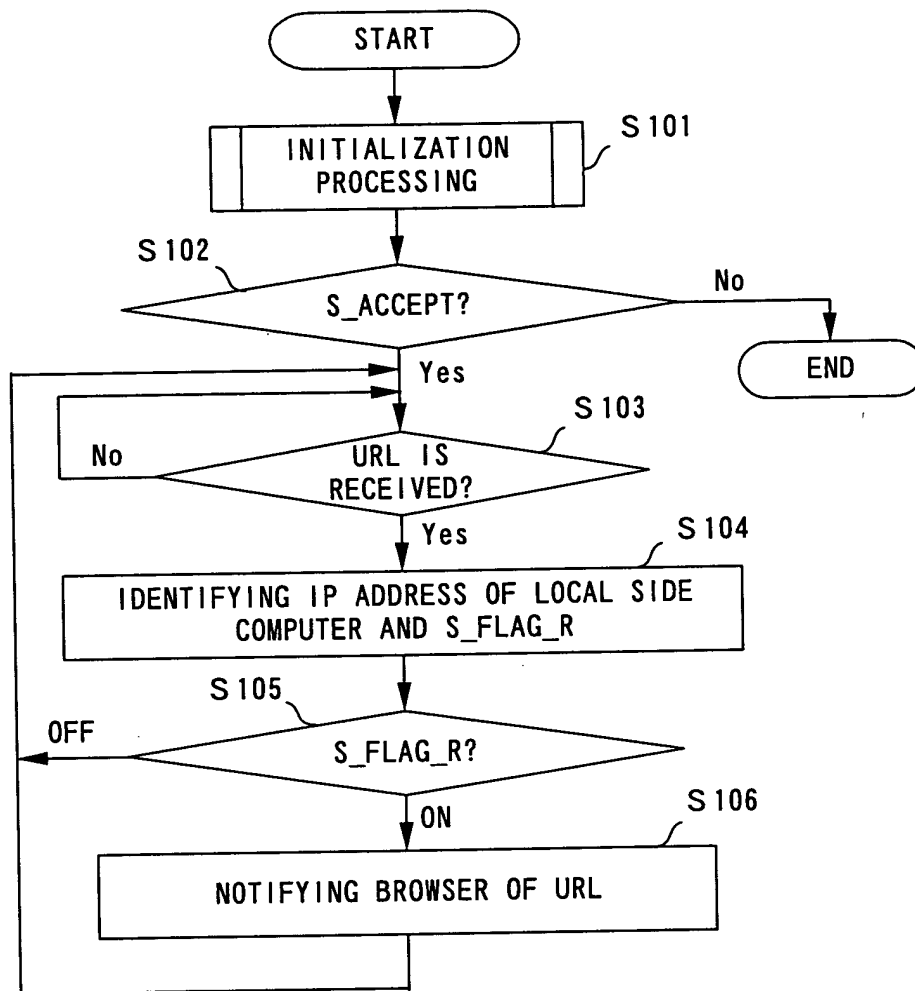 START
S101
INITIALIZATION
PROCESSING
S102
S_ACCEPT?
No
END
Yes
S103
URL IS
RECEIVED?
No
Yes
S104
IDENTIFYING IP ADDRESS OF LOCAL SIDE
COMPUTER AND S_FLAG_R
S105
OFF
S_FLAG_R?
ON
S106
NOTIFYING BROWSER OF URL